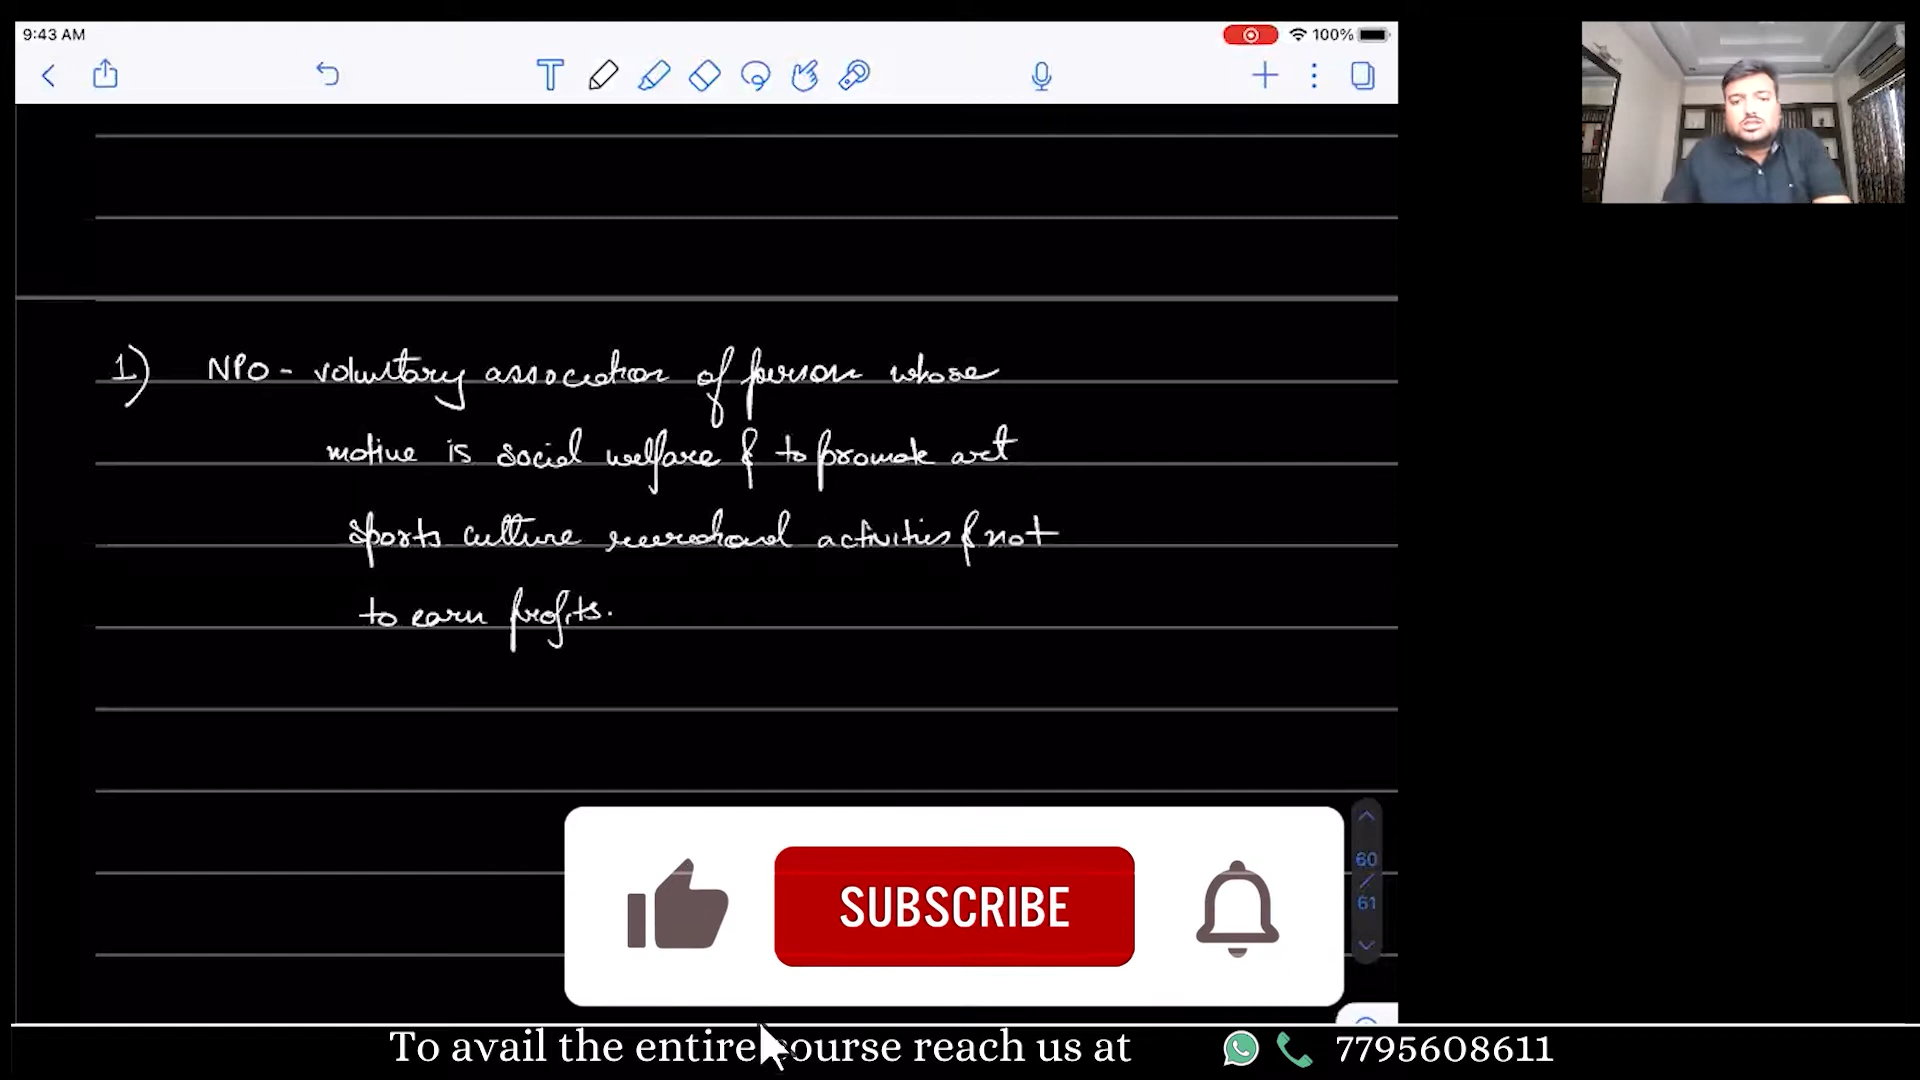 9:43 AM
100%
1) NPO - voluntary association of person whose
motive is social welfare & to promote art
sports culture recreational activities & not
to earn profits.
60
/
61
SUBSCRIBE
To avail the entire course reach us at 7795608611